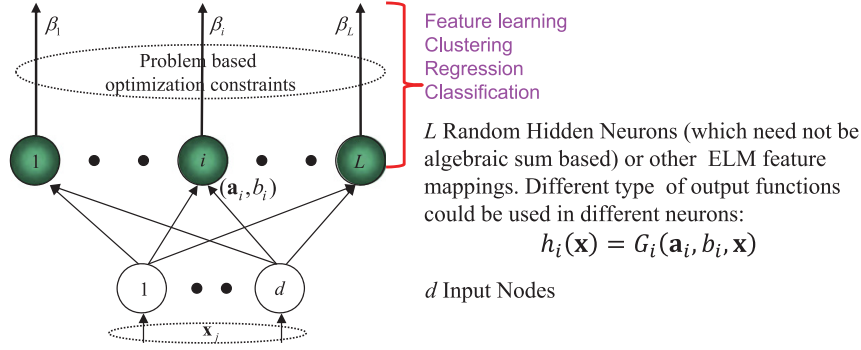 β₁ βᵢ β_L
Feature learning
Clustering
Regression
Classification
Problem based
optimization constraints
1 i L
(aᵢ, bᵢ)
L Random Hidden Neurons (which need not be
algebraic sum based) or other ELM feature
mappings. Different type of output functions
could be used in different neurons:
hᵢ(x) = Gᵢ(aᵢ, bᵢ, x)
1 d
d Input Nodes
xⱼ